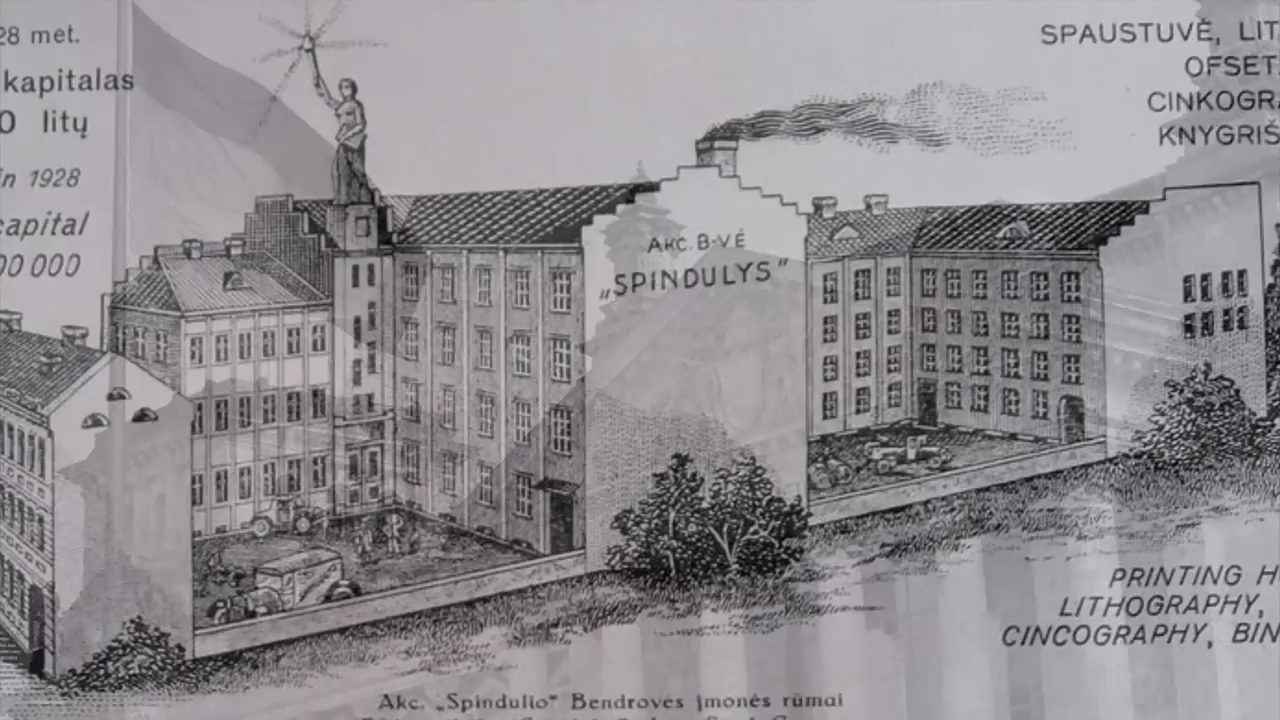 28 met.
kapitalas
0 litų
in 1928
capital
00 000
SPAUSTUVĖ, LIT
OFSET
CINKOGR
KNYGRIŠ
AKC. B-VĖ
„SPINDULYS"
PRINTING H
LITHOGRAPHY,
CINCOGRAPHY, BIN
Akc. „Spindulio" Bendrovės įmonės rūmai